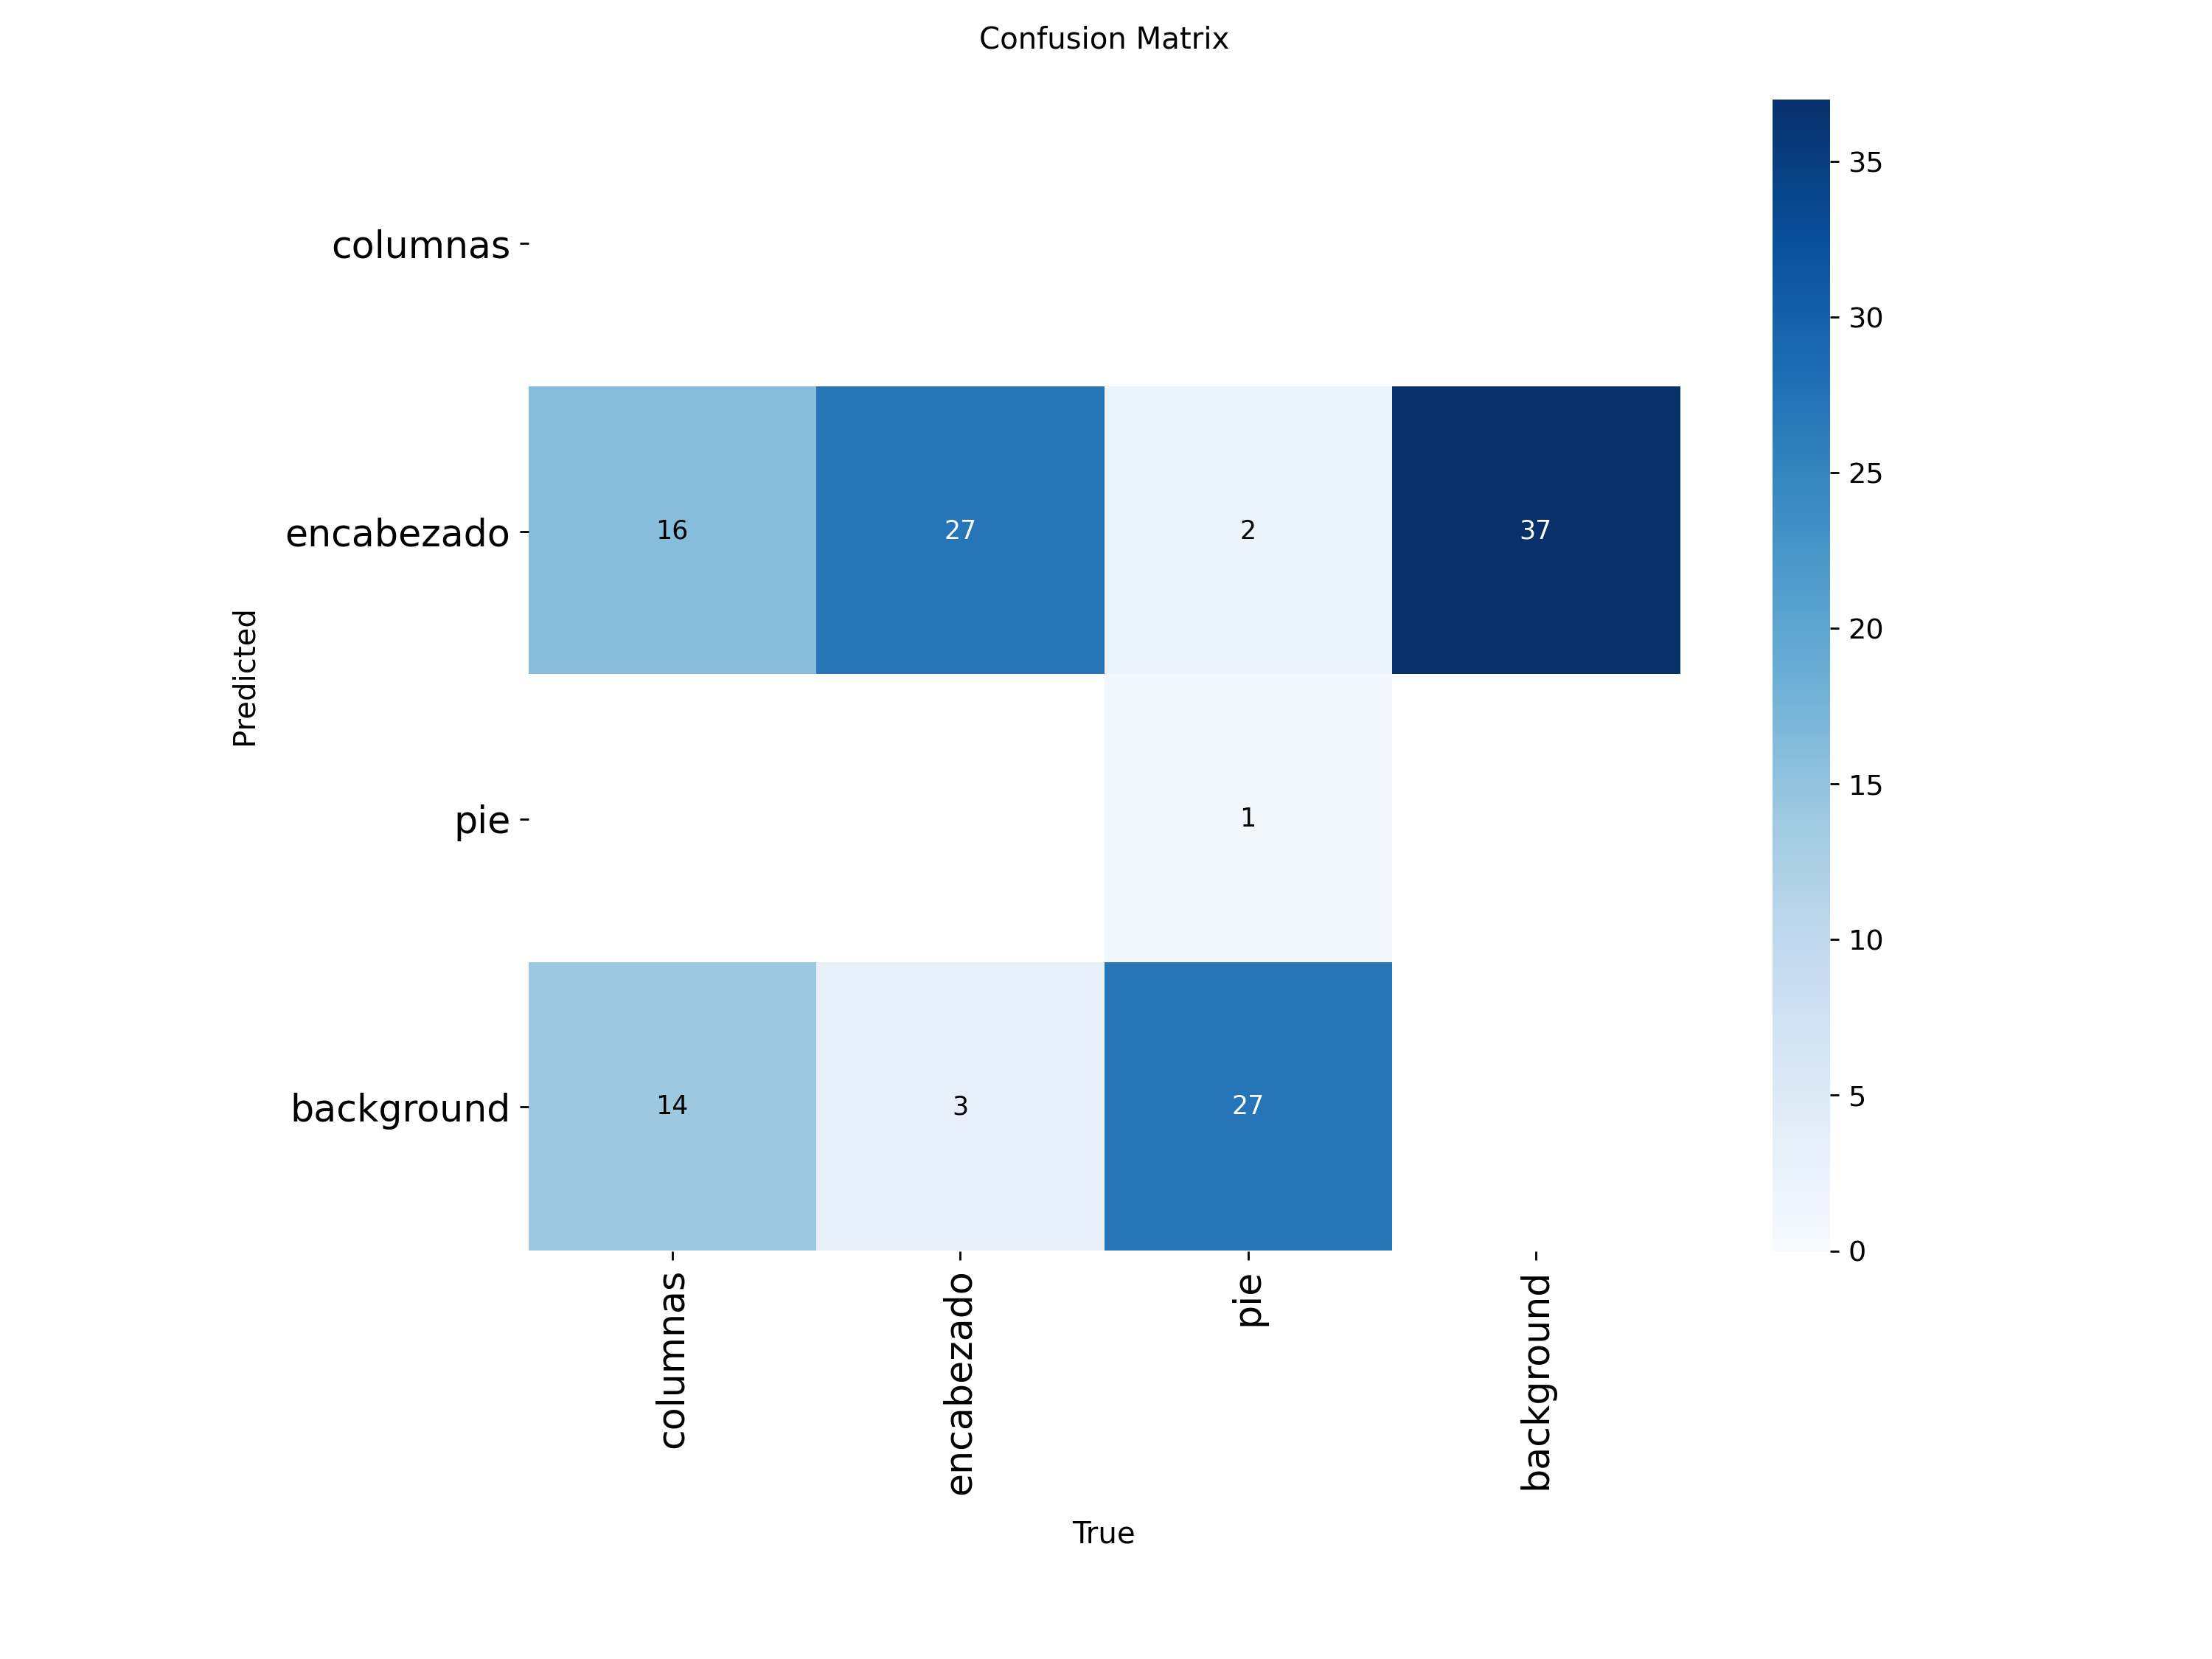 Confusion Matrix
columnas
encabezado
pie
background
Predicted
16 27 2 37
1
14 3 27
35
30
25
20
15
10
5
0
columnas
encabezado
pie
background
True